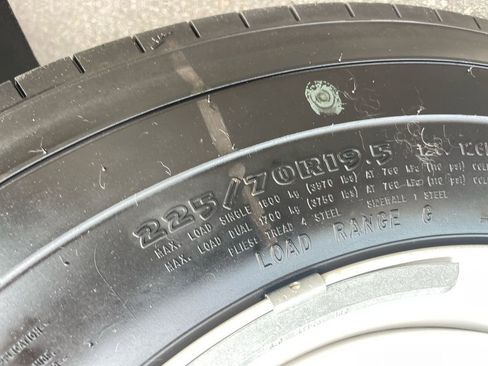 225/70R19.5
MAX. LOAD SINGLE 1800 kg (3970 lbs) AT 760 kPa (110 psi) COLD
MAX. LOAD DUAL 1700 kg (3750 lbs) AT 760 kPa (110 psi) COLD
PLIES: TREAD 4 STEEL SIDEWALL 1 STEEL
LOAD RANGE G